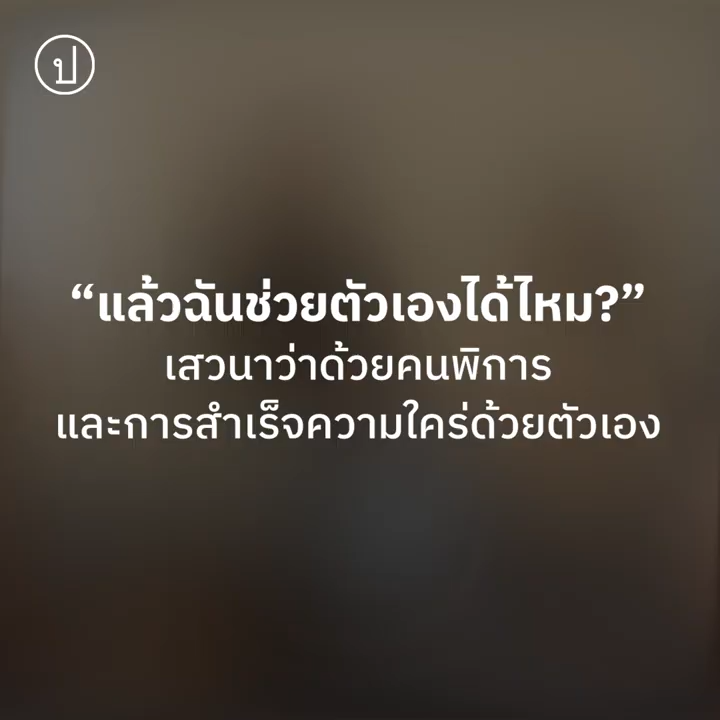 ป
“แล้วฉันช่วยตัวเองได้ไหม?”
เสวนาว่าด้วยคนพิการ
และการสำเร็จความใคร่ด้วยตัวเอง